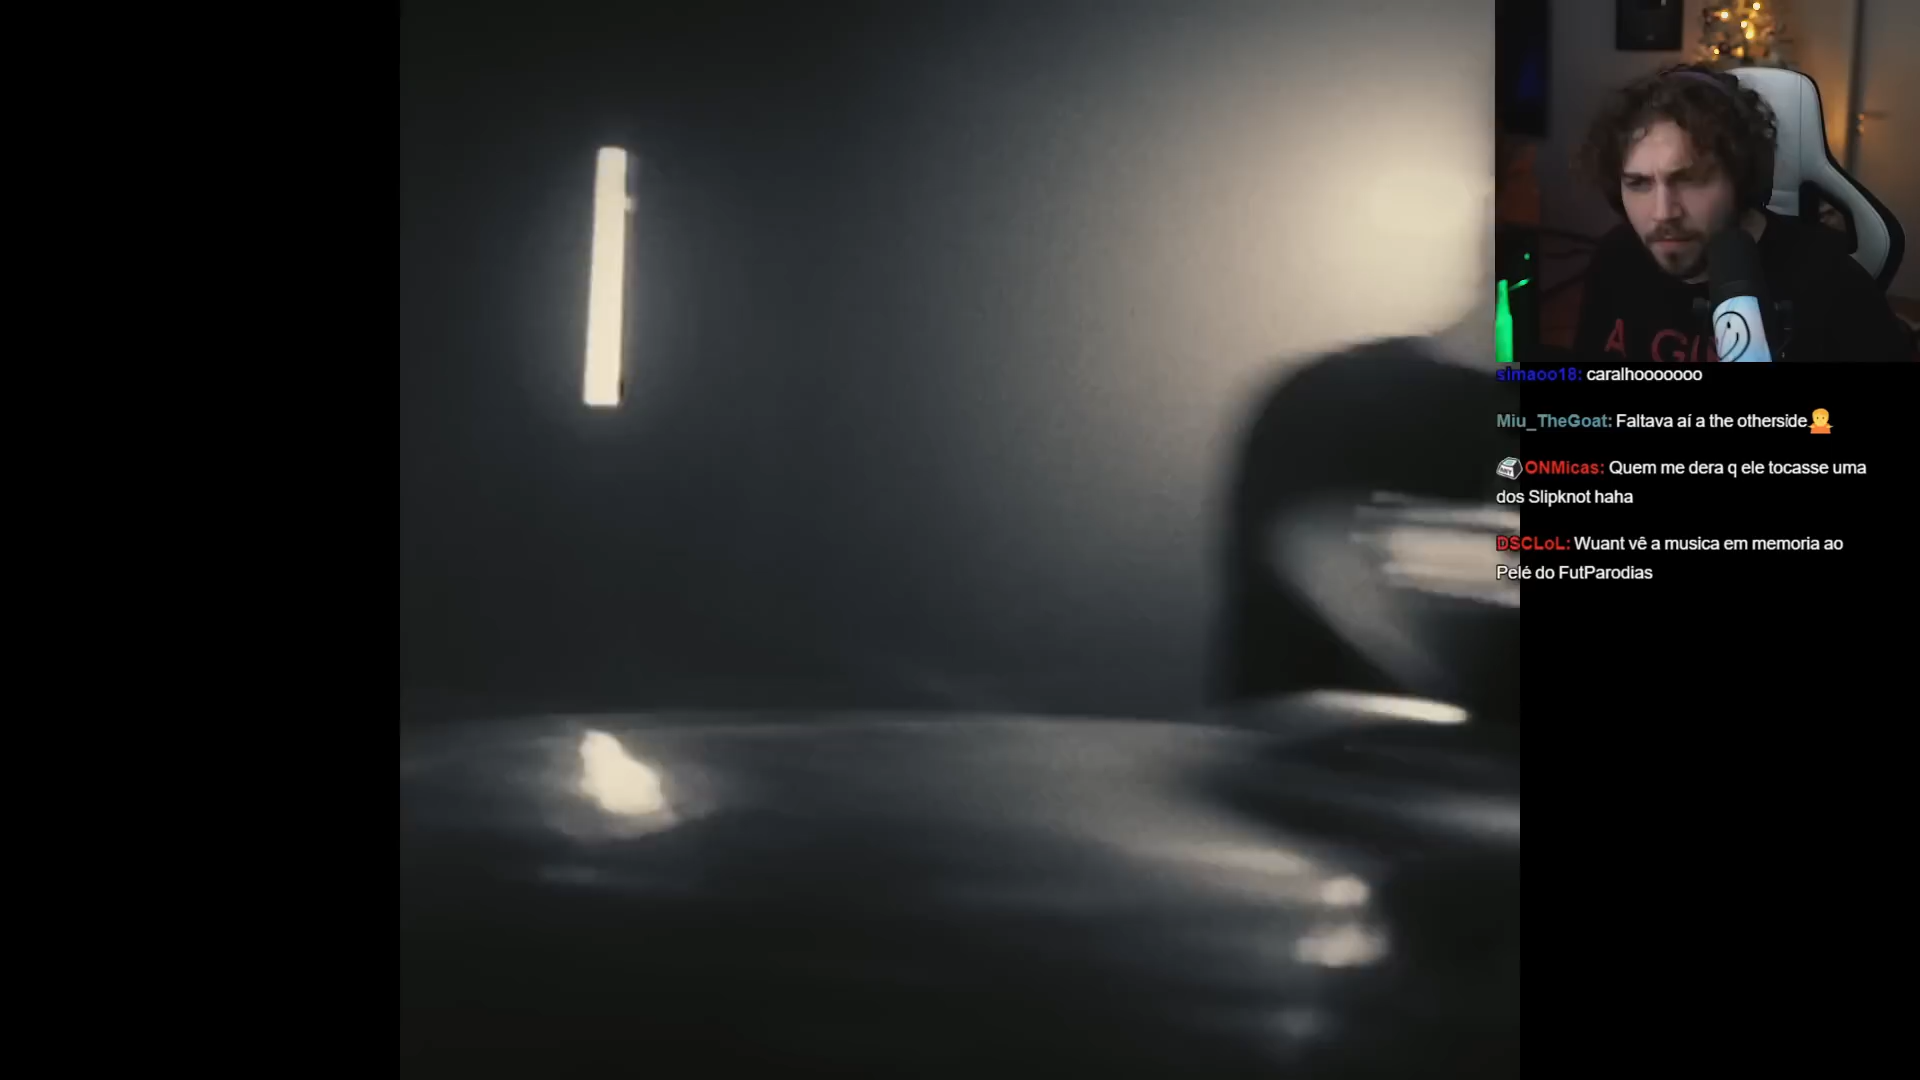 A GU
simaoo18: caralhooooooo
Miu_TheGoat: Faltava aí a the otherside🤷
ONMicas: Quem me dera q ele tocasse uma
dos Slipknot haha
DSCLoL: Wuant vê a musica em memoria ao
Pelé do FutParodias